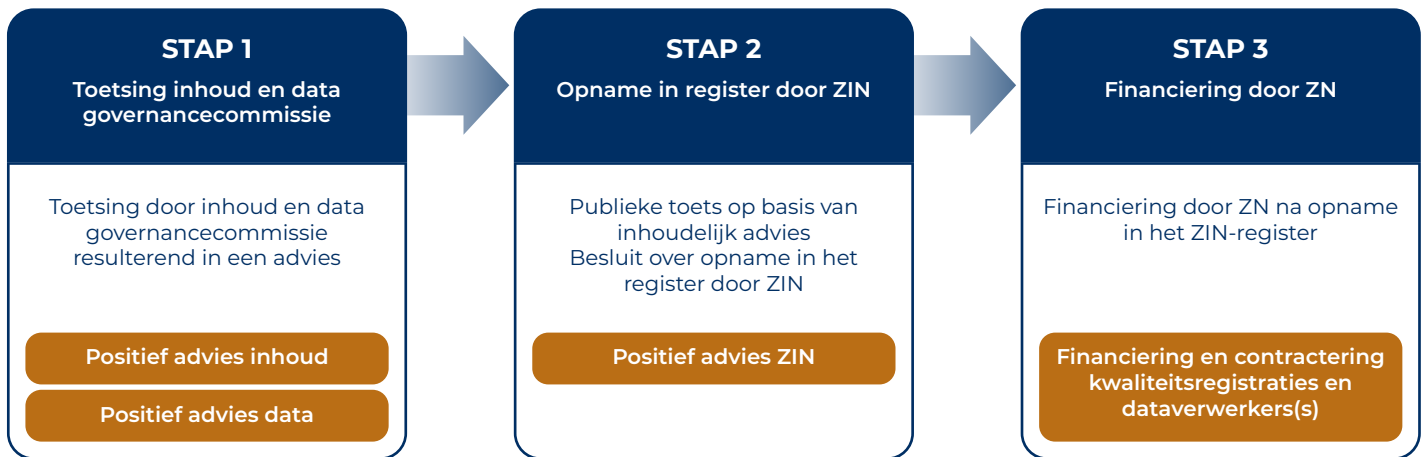 STAP 1
Toetsing inhoud en data
governancecommissie
Toetsing door inhoud en data
governancecommissie
resulterend in een advies
Positief advies inhoud
Positief advies data
STAP 2
Opname in register door ZIN
Publieke toets op basis van
inhoudelijk advies
Besluit over opname in het
register door ZIN
Positief advies ZIN
STAP 3
Financiering door ZN
Financiering door ZN na opname
in het ZIN-register
Financiering en contractering
kwaliteitsregistraties en
dataverwerkers(s)